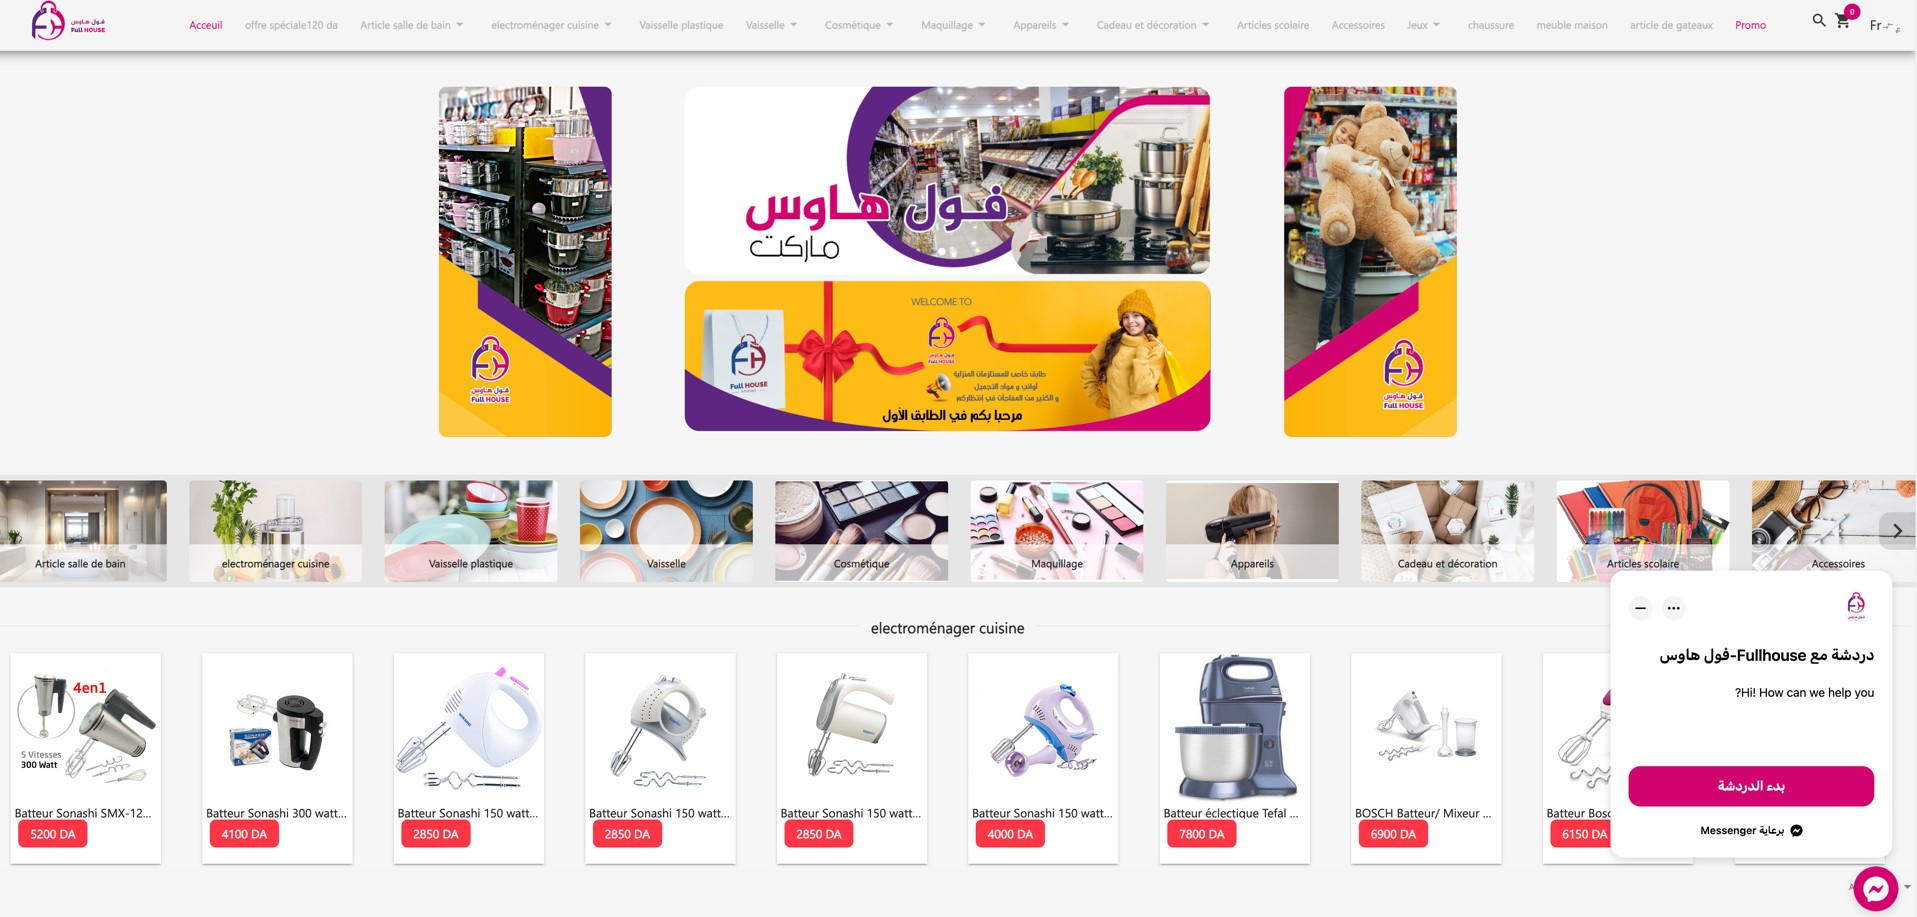 فول هاوس
Full HOUSE
Acceuil
offre spéciale120 da
Article salle de bain
electroménager cuisine
Vaisselle plastique
Vaisselle
Cosmétique
Maquillage
Appareils
Cadeau et décoration
Articles scolaire
Accessoires
Jeux
chaussure
meuble maison
article de gateaux
Promo
0
Fr
فول هاوس
Full HOUSE
فول هاوس
ماركت
WELCOME TO
فول هاوس
Full HOUSE
Full HOUSE
طابق خاص للمستلزمات المنزلية
أواني و مواد التجميل
و الكثير من المفاجآت في إنتظاركم
مرحبا بكم في الطابق الأول
فول هاوس
Full HOUSE
Article salle de bain
electroménager cuisine
Vaisselle plastique
Vaisselle
Cosmétique
Maquillage
Appareils
Cadeau et décoration
Articles scolaire
Accessoires
electroménager cuisine
4en1
5 Vitesses
300 Watt
Batteur Sonashi SMX-12...
5200 DA
Batteur Sonashi 300 watt...
4100 DA
Batteur Sonashi 150 watt...
2850 DA
Batteur Sonashi 150 watt...
2850 DA
Batteur Sonashi 150 watt...
2850 DA
Batteur Sonashi 150 watt...
4000 DA
Batteur éclectique Tefal ...
7800 DA
BOSCH Batteur/ Mixeur ...
6900 DA
Batteur Bosc
6150 DA
دردشة مع Fullhouse-فول هاوس
Hi! How can we help you?
بدء الدردشة
برعاية Messenger